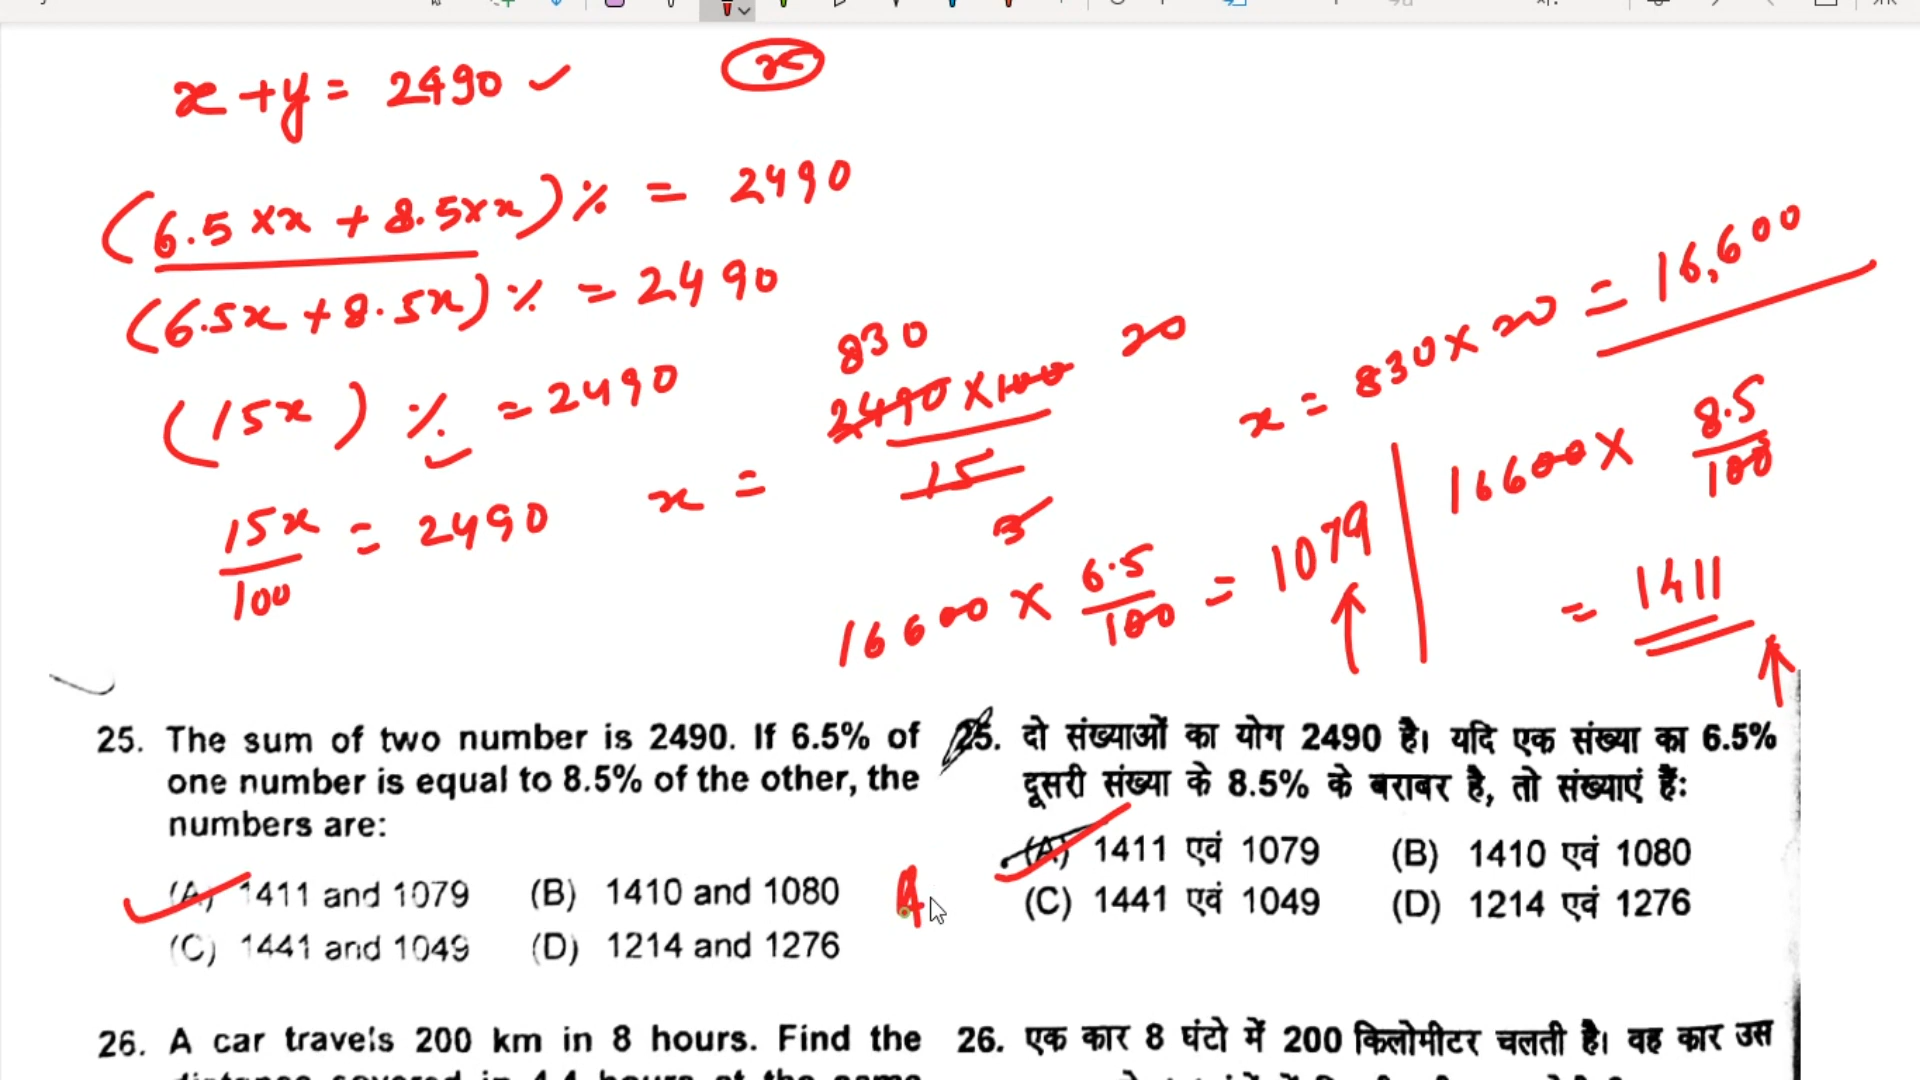 x + y = 2490 ✓
x
(6.5 × x + 8.5 × x) % = 2490
(6.5x + 8.5x) % = 2490
(15x) % = 2490
15x/100 = 2490
x = 2490 × 100 / 15
830
20
3
x = 830 × 20 = 16,600
16600 × 6.5/100 = 1079
16600 × 8.5/100
= 1411
25. The sum of two number is 2490. If 6.5% of
one number is equal to 8.5% of the other, the
numbers are:
(A) 1411 and 1079 (B) 1410 and 1080
(C) 1441 and 1049 (D) 1214 and 1276
A
26. A car travels 200 km in 8 hours. Find the
25. दो संख्याओं का योग 2490 है। यदि एक संख्या का 6.5%
दूसरी संख्या के 8.5% के बराबर है, तो संख्याएं हैं:
(A) 1411 एवं 1079 (B) 1410 एवं 1080
(C) 1441 एवं 1049 (D) 1214 एवं 1276
26. एक कार 8 घंटो में 200 किलोमीटर चलती है। वह कार उस